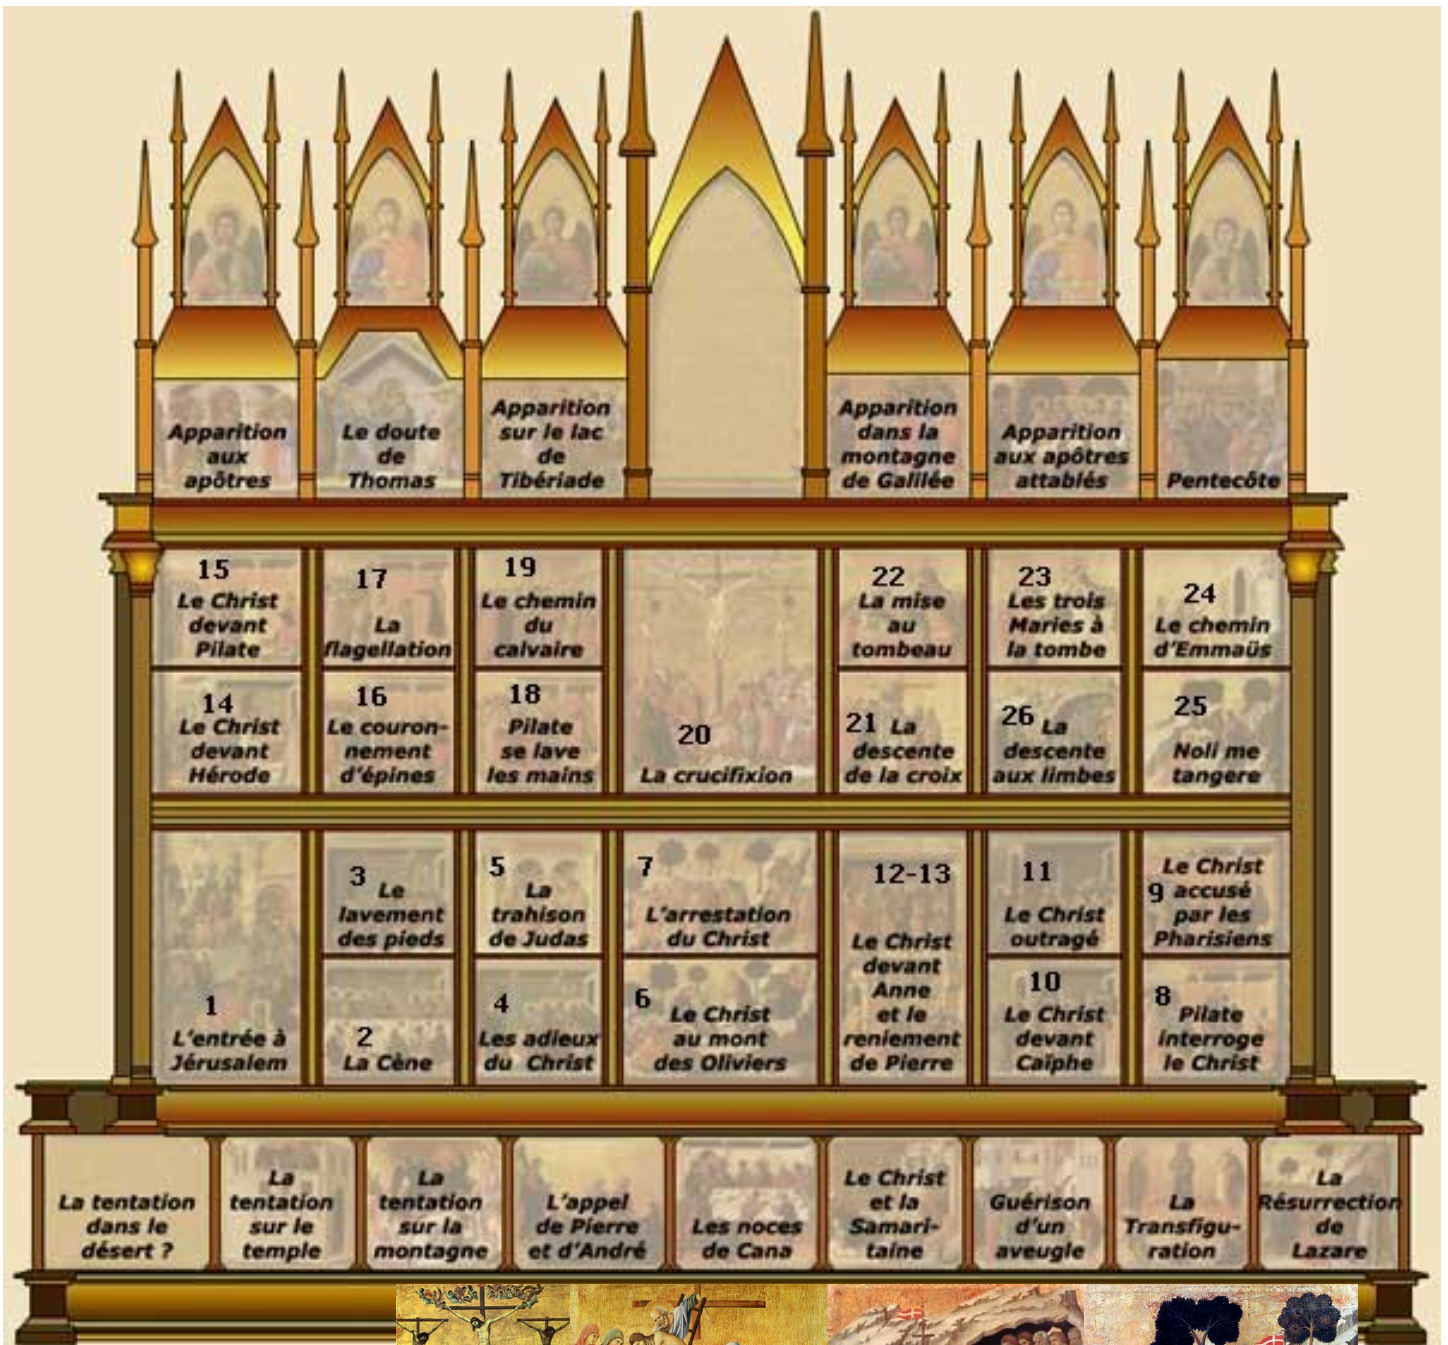 Apparition
aux
apôtres
Le doute
de
Thomas
Apparition
sur le lac
de
Tibériade
Apparition
dans la
montagne
de Galilée
Apparition
aux apôtres
attablés
Pentecôte
15
Le Christ
devant
Pilate
17
La
flagellation
19
Le chemin
du
calvaire
22
La mise
au
tombeau
23
Les trois
Maries à
la tombe
24
Le chemin
d'Emmaüs
14
Le Christ
devant
Hérode
16
Le couron-
nement
d'épines
18
Pilate
se lave
les mains
20
La crucifixion
21 La
descente
de la croix
26 La
descente
aux limbes
25
Noli me
tangere
1
L'entrée à
Jérusalem
3 Le
lavement
des pieds
5
La
trahison
de Judas
7
L'arrestation
du Christ
12-13
Le Christ
devant
Anne
et le
reniement
de Pierre
11
Le Christ
outragé
Le Christ
9 accusé
par les
Pharisiens
2
La Cène
4
Les adieux
du Christ
6 Le Christ
au mont
des Oliviers
10
Le Christ
devant
Caïphe
8
Pilate
interroge
le Christ
La tentation
dans le
désert ?
La
tentation
sur le
temple
La
tentation
sur la
montagne
L'appel
de Pierre
et d'André
Les noces
de Cana
Le Christ
et la
Samari-
taine
Guérison
d'un
aveugle
La
Transfigu-
ration
La
Résurrection
de
Lazare